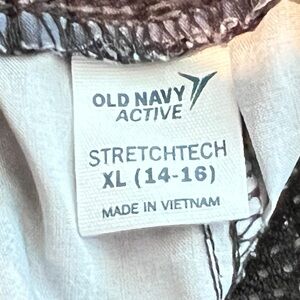 OLD NAVY
ACTIVE
STRETCHTECH
XL (14-16)
MADE IN VIETNAM